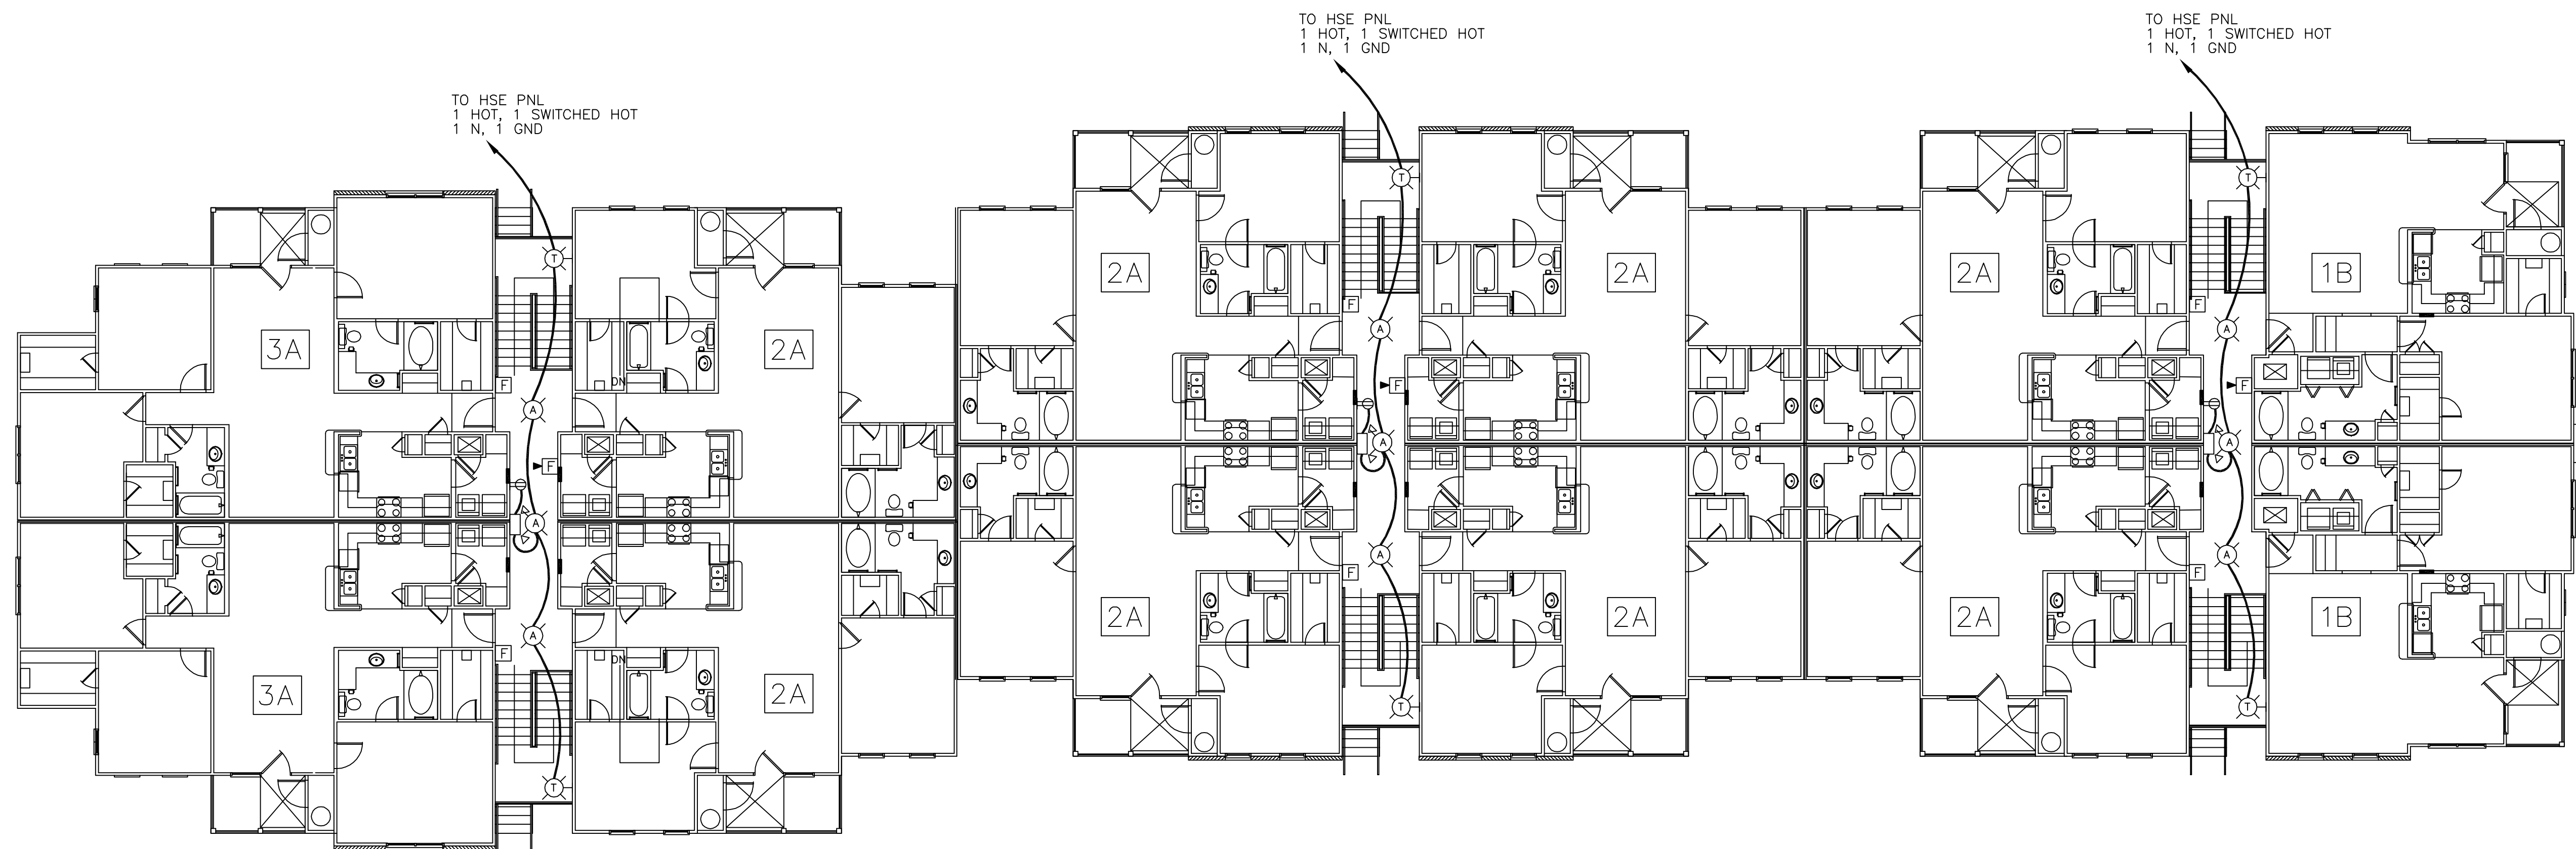 TO HSE PNL
1 HOT, 1 SWITCHED HOT
1 N, 1 GND
TO HSE PNL
1 HOT, 1 SWITCHED HOT
1 N, 1 GND
TO HSE PNL
1 HOT, 1 SWITCHED HOT
1 N, 1 GND
T
T
T
2A
2A
2A
1B
F
F
A
A
3A
2A
F
DN
A
F
F
F
A
A
A
A
A
F
F
2A
2A
2A
1B
F
DN
A
3A
2A
T
T
T